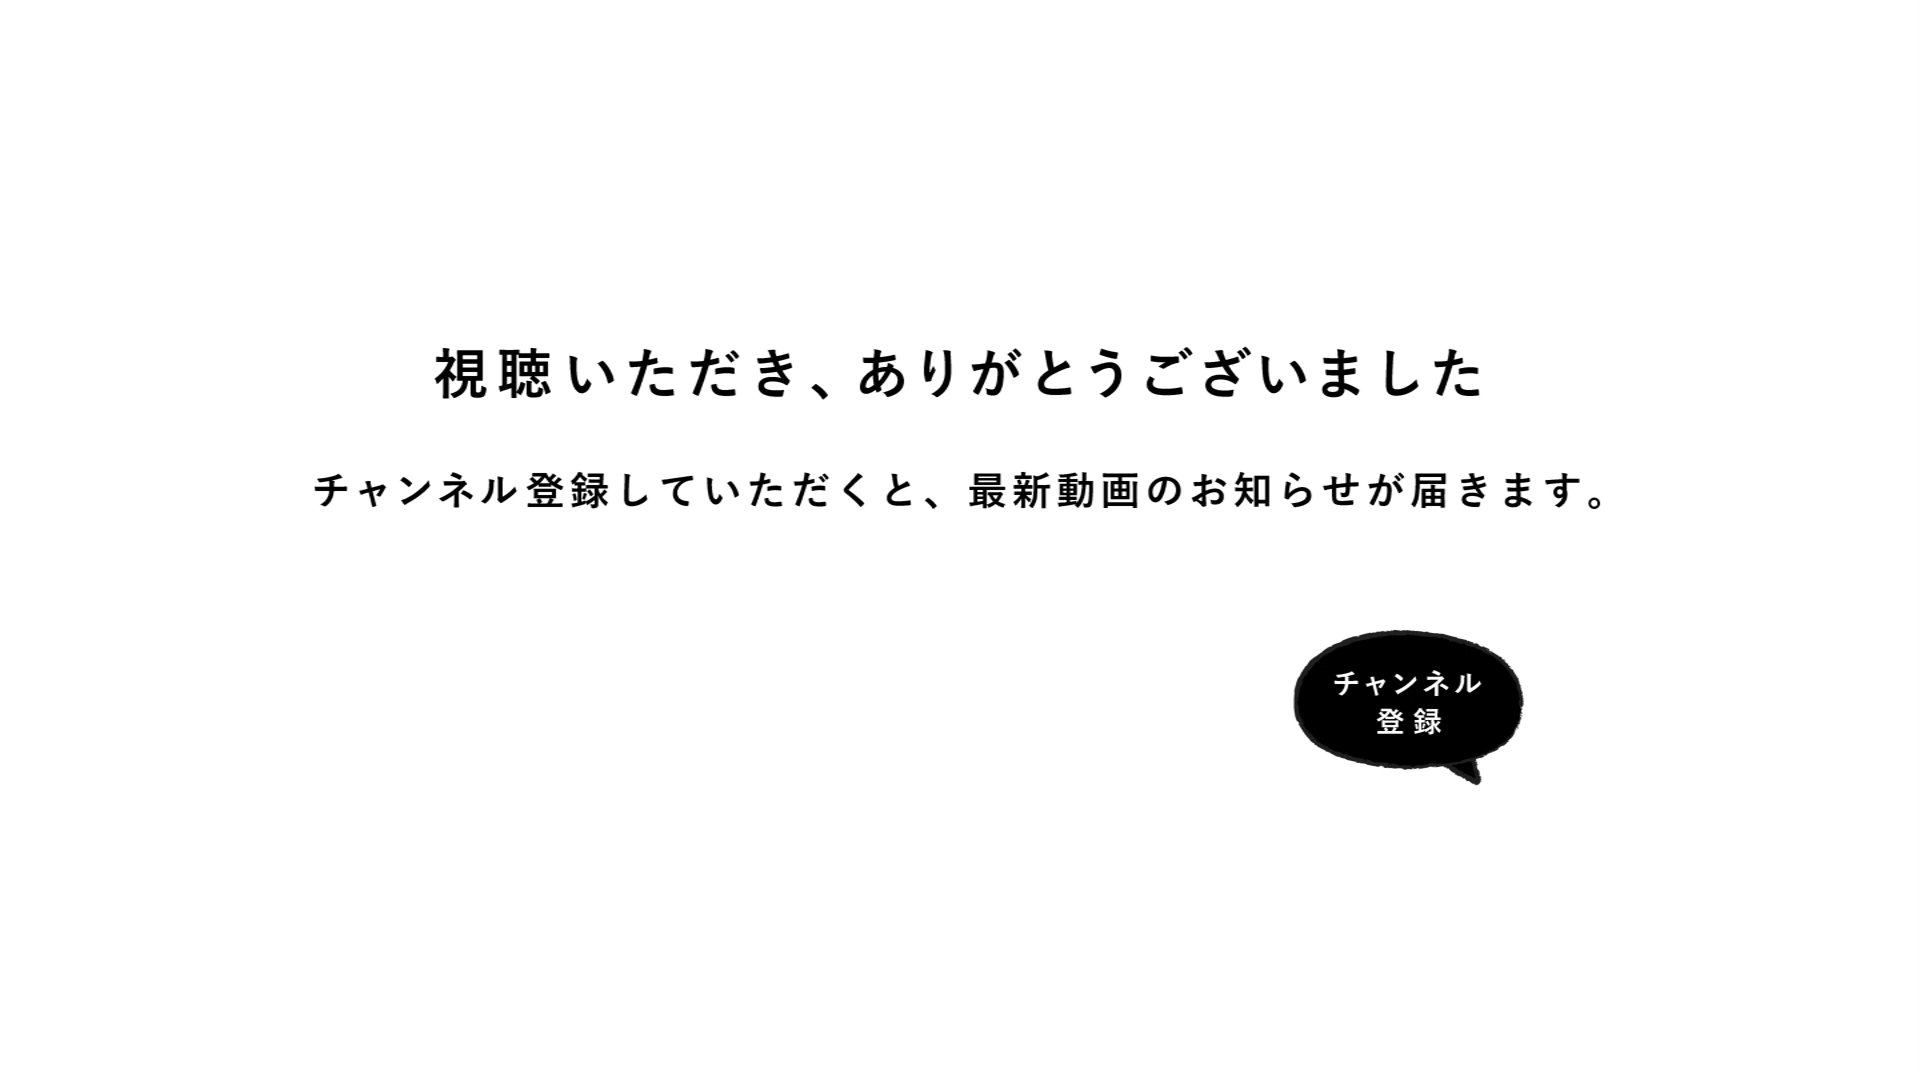 視聴いただき、ありがとうございました
チャンネル登録していただくと、最新動画のお知らせが届きます。
チャンネル
登録